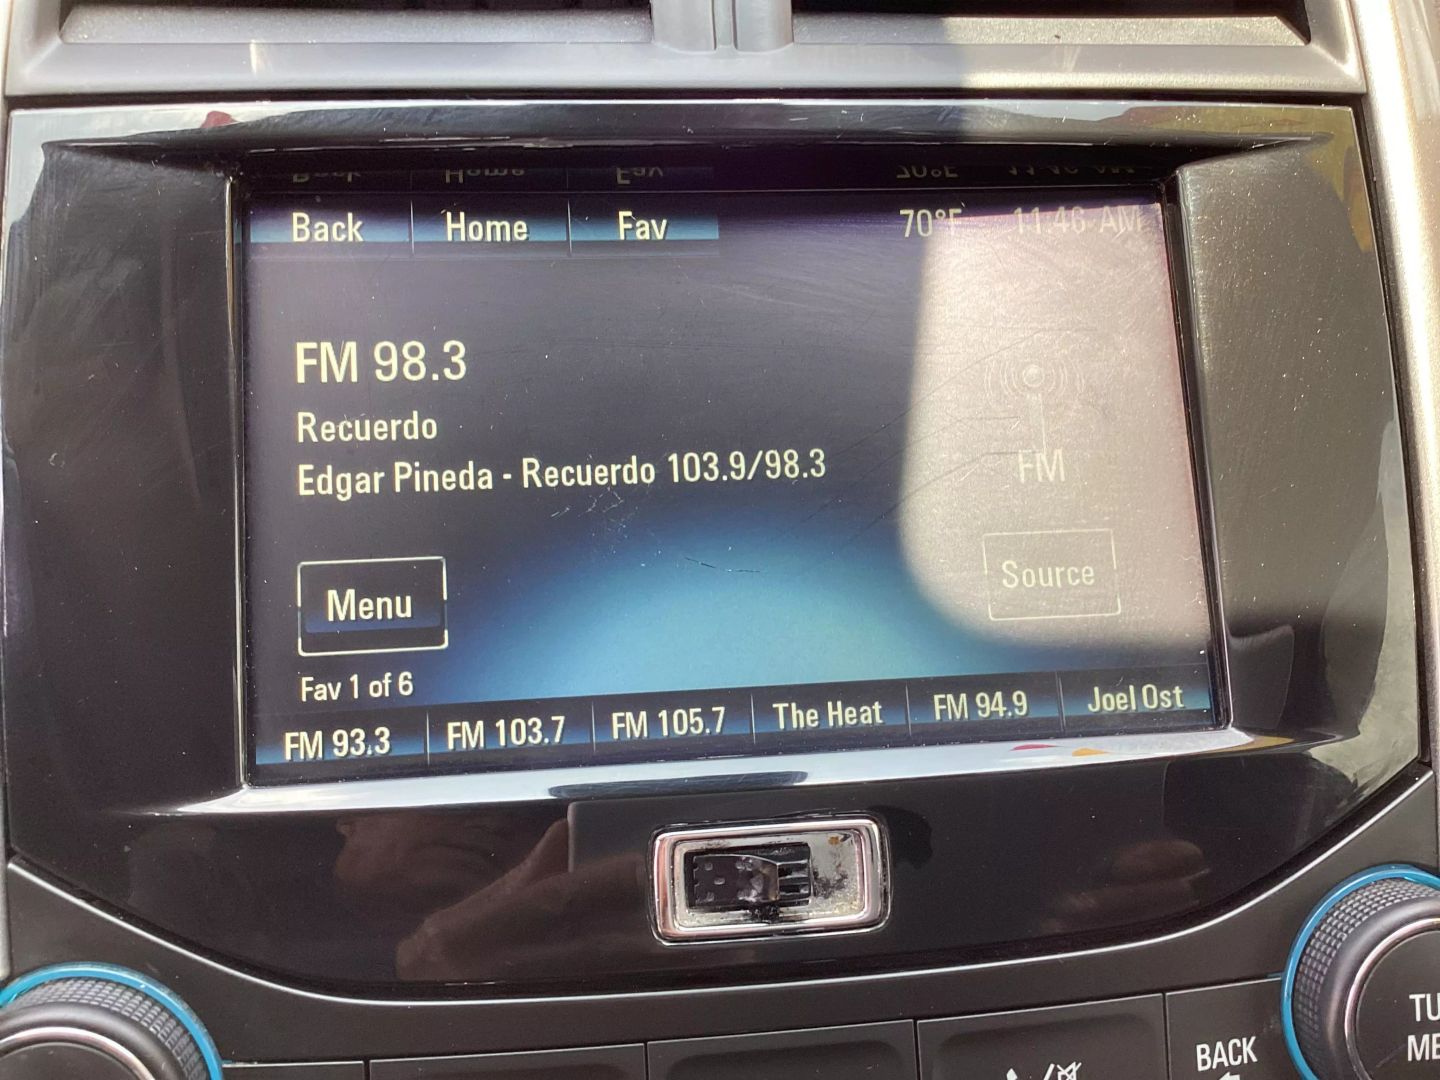 Back Home Fav 70°F 11:46 AM
FM 98.3
Recuerdo
Edgar Pineda - Recuerdo 103.9/98.3
FM
Menu
Source
Fav 1 of 6
FM 93.3 FM 103.7 FM 105.7 The Heat FM 94.9 Joel Ost
BACK
TU
ME